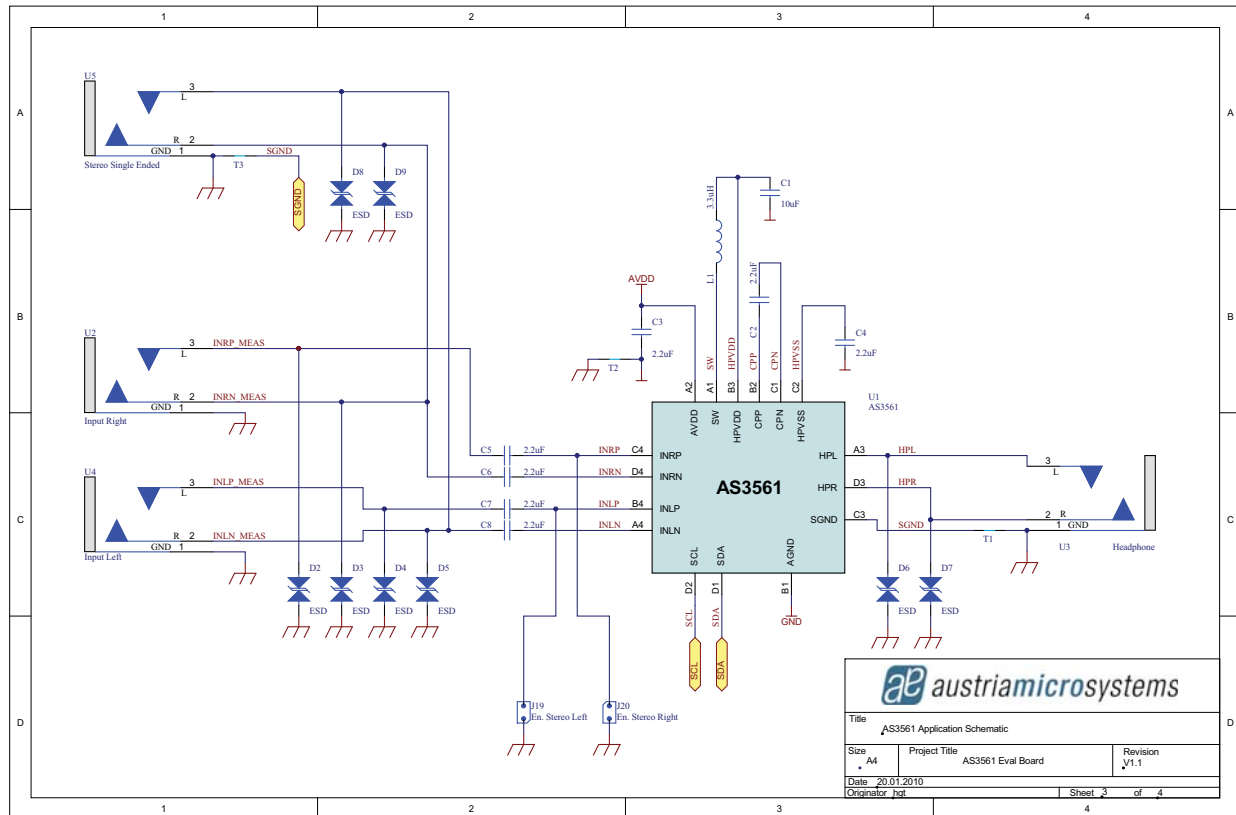 1 2 3 4
A A
B B
C C
D D
1 2 3 4
U5
3
L
R 2
GND 1
Stereo Single Ended
T3
SGND
SGND
D8
ESD
D9
ESD
U2
3
L
INRP_MEAS
R 2
INRN_MEAS
GND 1
Input Right
U4
3
L
INLP_MEAS
R 2
INLN_MEAS
GND 1
Input Left
D2
ESD
D3
ESD
D4
ESD
D5
ESD
C5 2.2uF INRP C4
C6 2.2uF INRN D4
C7 2.2uF INLP B4
C8 2.2uF INLN A4
AVDD
C3
2.2uF
T2
3.3uH
L1
C1
10uF
2.2uF
C2
C4
2.2uF
SW
HPVDD
CPP
CPN
HPVSS
A2
A1
B3
B2
C1
C2
U1
AS3561
AVDD
SW
HPVDD
CPP
CPN
HPVSS
INRP
INRN
INLP
INLN
AS3561
HPL
HPR
SGND
SCL
SDA
AGND
A3 HPL
D3 HPR
C3 SGND
T1
3
L
2 R
1 GND
U3
Headphone
D6
ESD
D7
ESD
D2
D1
B1
SCL
SDA
GND
SCL
SDA
J19
En. Stereo Left
J20
En. Stereo Right
ae austriamicrosystems
Title
AS3561 Application Schematic
Size
A4
Project Title
AS3561 Eval Board
Revision
V1.1
Date 20.01.2010
Originator hgt
Sheet 3 of 4